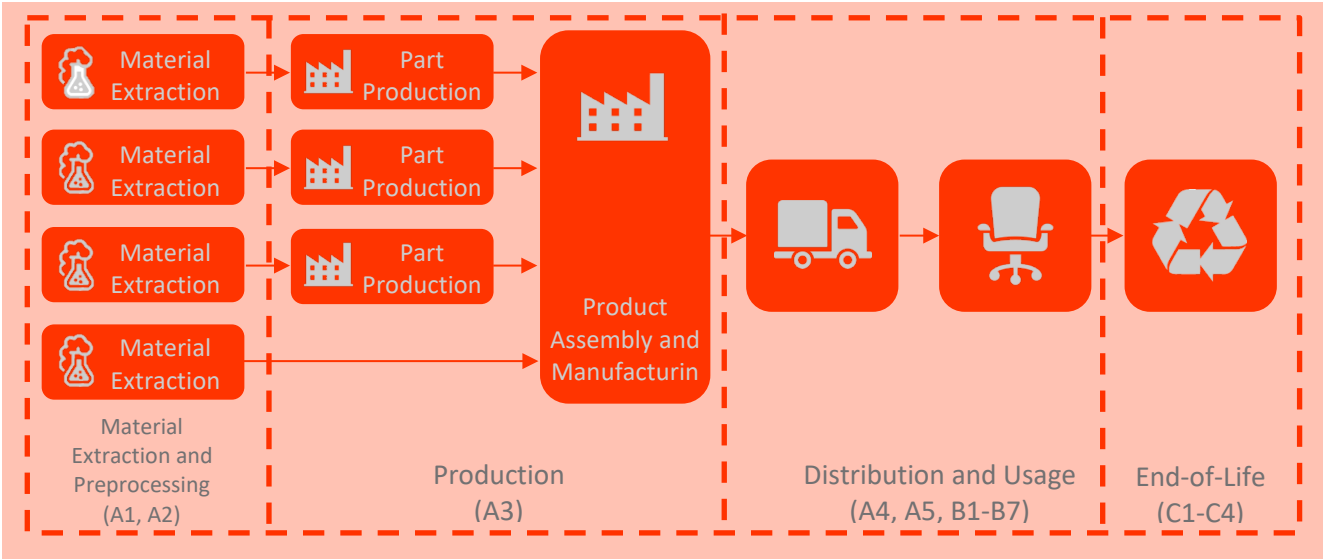 Material
Extraction
Part
Production
Material
Extraction
Part
Production
Material
Extraction
Part
Production
Material
Extraction
Product
Assembly and
Manufacturin
Material
Extraction and
Preprocessing
(A1, A2)
Production
(A3)
Distribution and Usage
(A4, A5, B1-B7)
End-of-Life
(C1-C4)